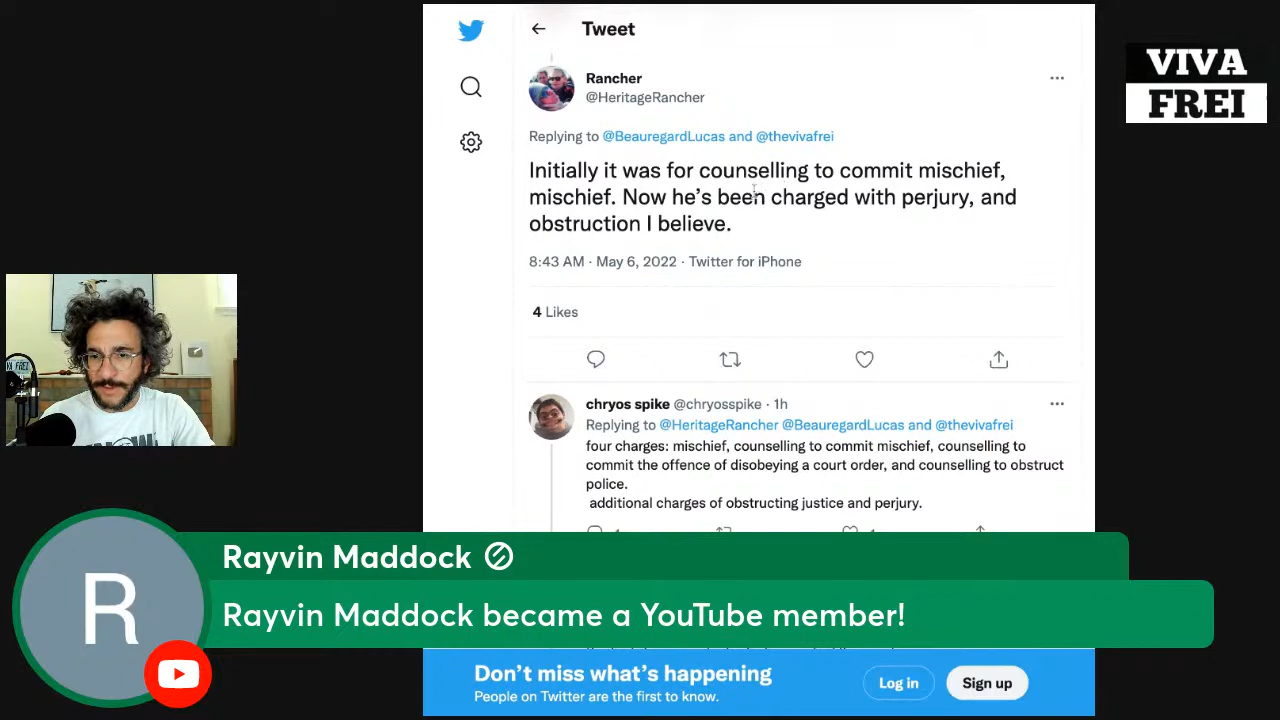 Tweet
VIVA
FREI
Rancher
@HeritageRancher
Replying to @BeauregardLucas and @thevivafrei
Initially it was for counselling to commit mischief,
mischief. Now he's been charged with perjury, and
obstruction I believe.
8:43 AM · May 6, 2022 · Twitter for iPhone
4 Likes
chryos spike @chryosspike · 1h
Replying to @HeritageRancher @BeauregardLucas and @thevivafrei
four charges: mischief, counselling to commit mischief, counselling to
commit the offence of disobeying a court order, and counselling to obstruct
police.
additional charges of obstructing justice and perjury.
R
Rayvin Maddock
Rayvin Maddock became a YouTube member!
Don't miss what's happening
People on Twitter are the first to know.
Log in
Sign up